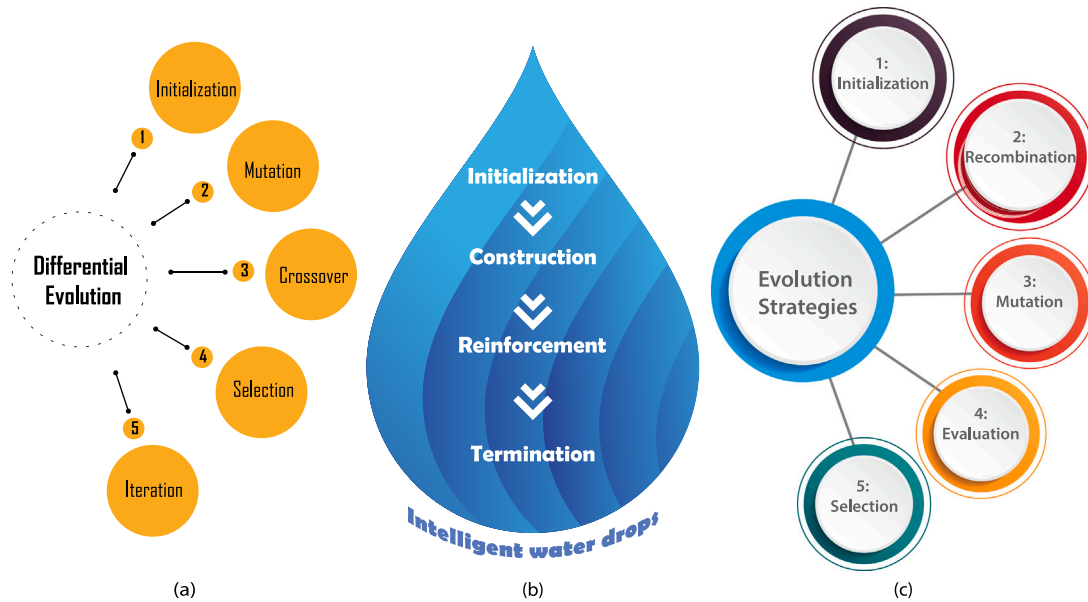 Differential
Evolution
1
Initialization
2
Mutation
3
Crossover
4
Selection
5
Iteration
(a)
Initialization
Construction
Reinforcement
Termination
Intelligent water drops
(b)
Evolution
Strategies
1:
Initialization
2:
Recombination
3:
Mutation
4:
Evaluation
5:
Selection
(c)